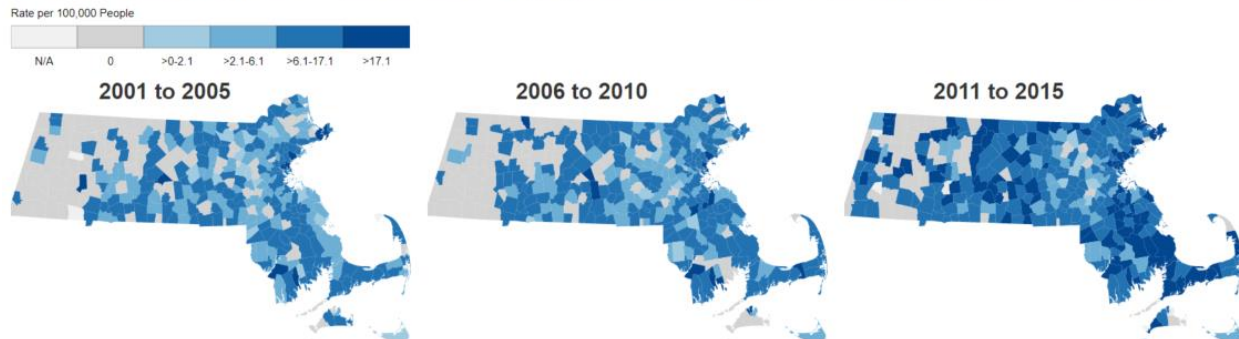 Rate per 100,000 People
N/A 0 >0-2.1 >2.1-6.1 >6.1-17.1 >17.1
2001 to 2005 2006 to 2010 2011 to 2015